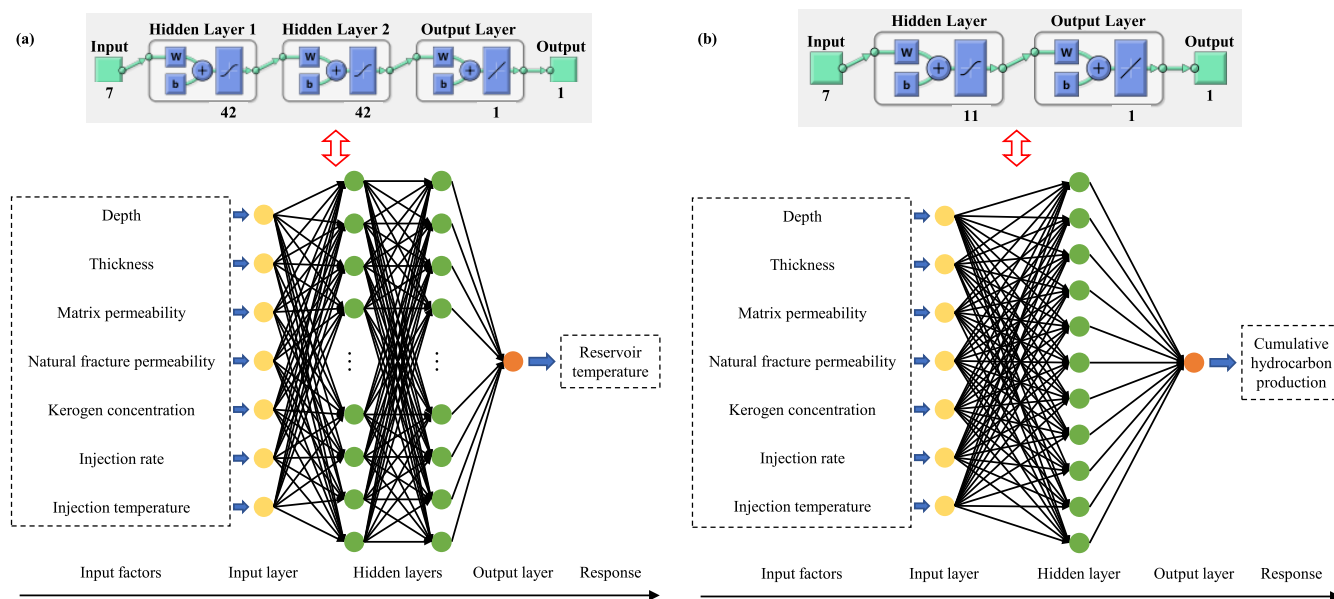 (a)
Hidden Layer 1
Hidden Layer 2
Output Layer
Input
Output
W
b
+
W
b
+
W
b
+
7
42
42
1
1
Depth
Thickness
Matrix permeability
Natural fracture permeability
Kerogen concentration
Injection rate
Injection temperature
Reservoir
temperature
Input factors
Input layer
Hidden layers
Output layer
Response
(b)
Hidden Layer
Output Layer
Input
Output
W
b
+
W
b
+
7
11
1
1
Depth
Thickness
Matrix permeability
Natural fracture permeability
Kerogen concentration
Injection rate
Injection temperature
Cumulative
hydrocarbon
production
Input factors
Input layer
Hidden layer
Output layer
Response